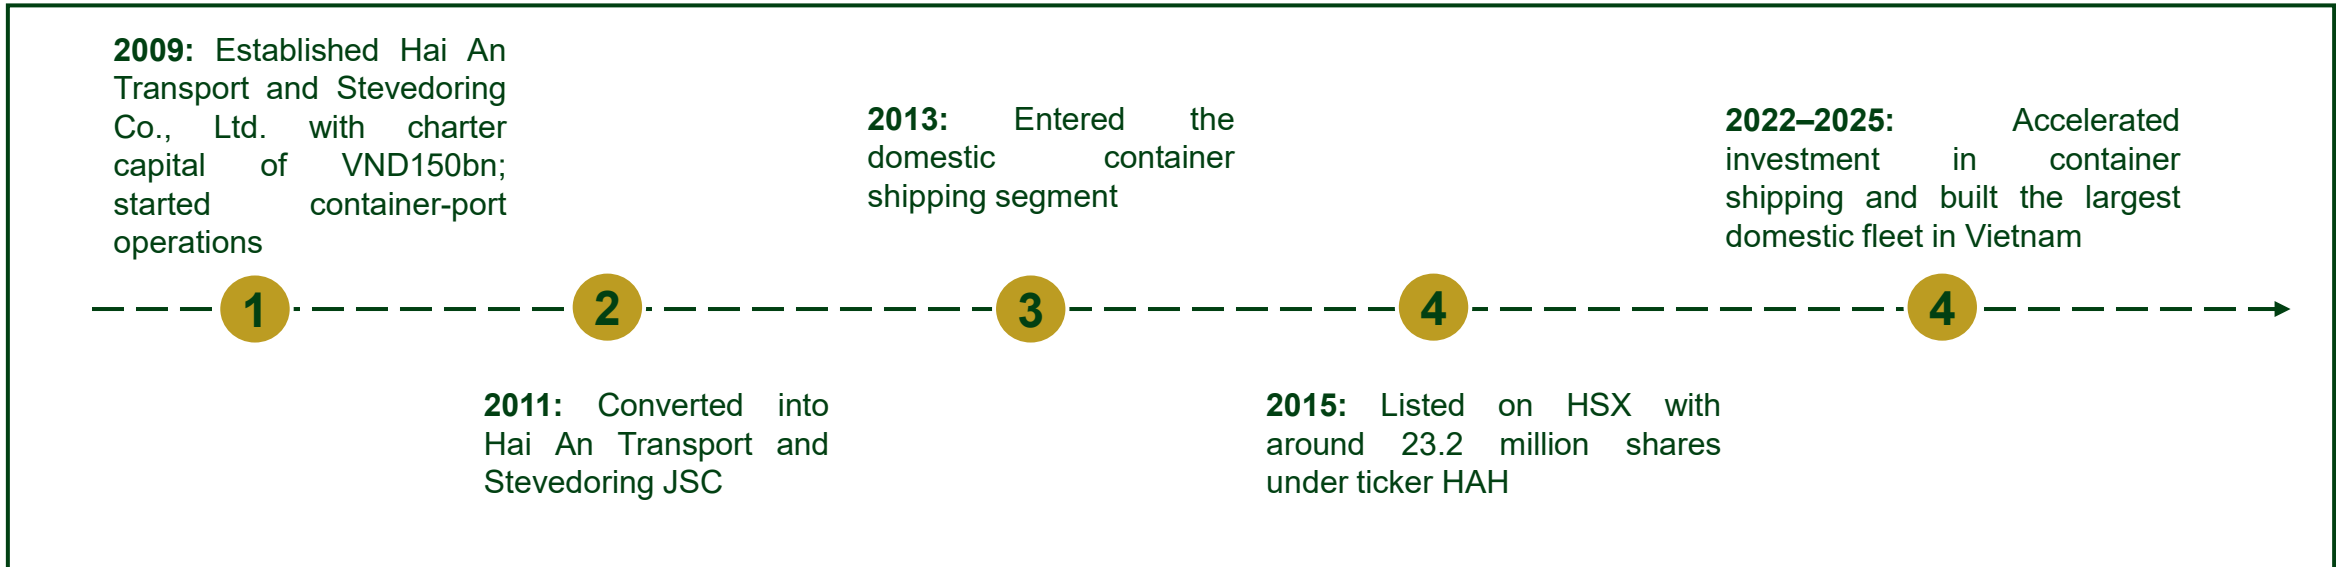 2009: Established Hai An
Transport and Stevedoring
Co., Ltd. with charter
capital of VND150bn;
started container-port
operations
2013: Entered the
domestic container
shipping segment
2022–2025: Accelerated
investment in container
shipping and built the largest
domestic fleet in Vietnam
1
2
3
4
4
2011: Converted into
Hai An Transport and
Stevedoring JSC
2015: Listed on HSX with
around 23.2 million shares
under ticker HAH